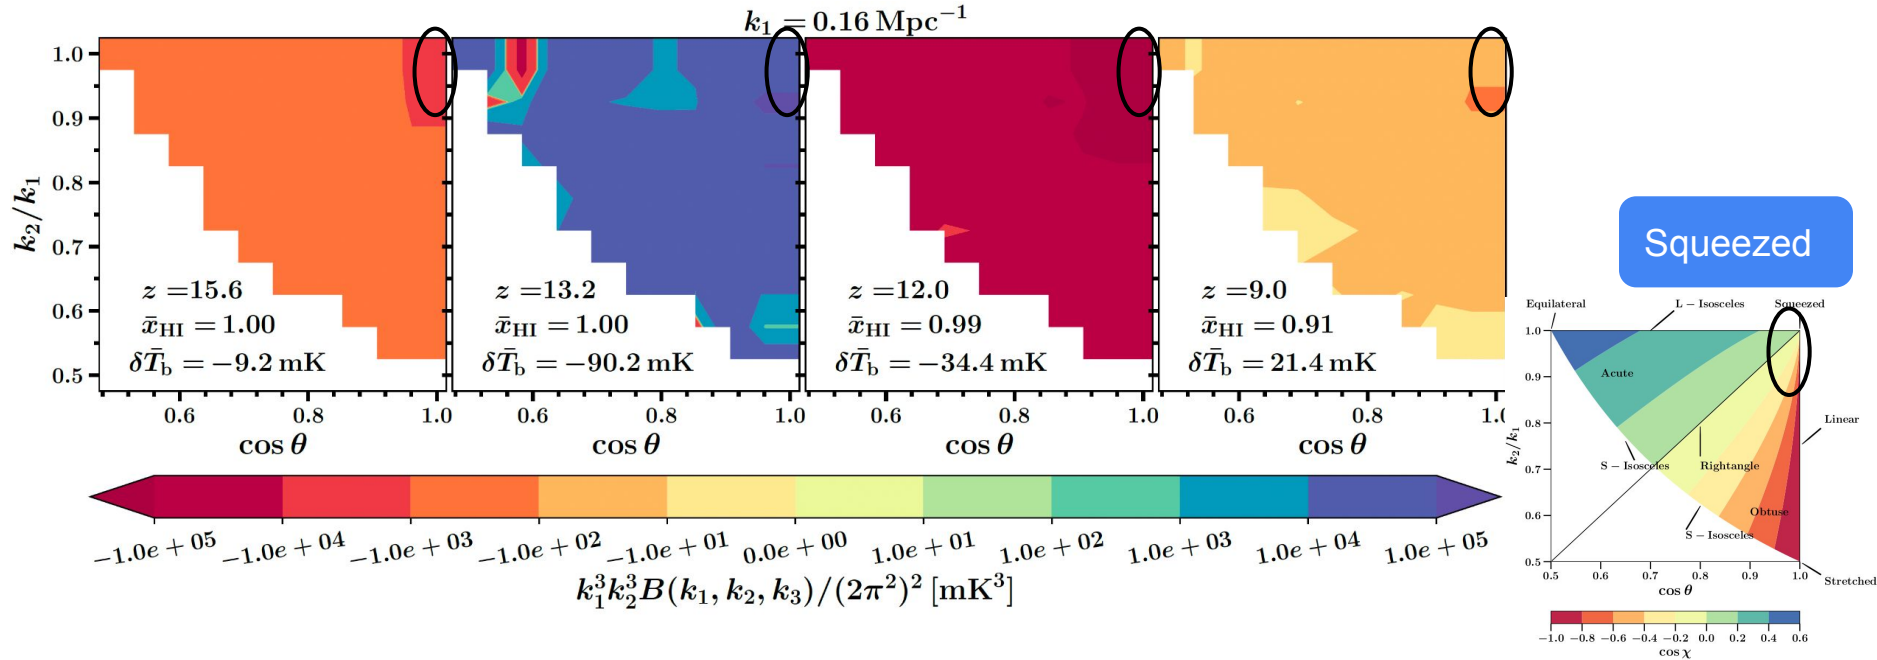 k₁ = 0.16 Mpc⁻¹
k₂/k₁
1.0
0.9
0.8
0.7
0.6
0.5
z =15.6
x̄HI = 1.00
δT̄b = −9.2 mK
z =13.2
x̄HI = 1.00
δT̄b = −90.2 mK
z =12.0
x̄HI = 0.99
δT̄b = −34.4 mK
z =9.0
x̄HI = 0.91
δT̄b = 21.4 mK
0.6 0.8 1.0 0.6 0.8 1.0 0.6 0.8 1.0 0.6 0.8 1.0
cos θ cos θ cos θ cos θ
−1.0e + 05 −1.0e + 04 −1.0e + 03 −1.0e + 02 −1.0e + 01 0.0e + 00 1.0e + 01 1.0e + 02 1.0e + 03 1.0e + 04 1.0e + 05
k₁³k₂³B(k₁, k₂, k₃)/(2π²)² [mK³]
Squeezed
Equilateral L − Isosceles Squeezed
k₂/k₁
1.0
0.9
0.8
0.7
0.6
0.5
Acute
Linear
S − Isosceles Rightangle
Obtuse
S − Isosceles
Stretched
0.5 0.6 0.7 0.8 0.9 1.0
cos θ
−1.0 −0.8 −0.6 −0.4 −0.2 0.0 0.2 0.4 0.6
cos χ